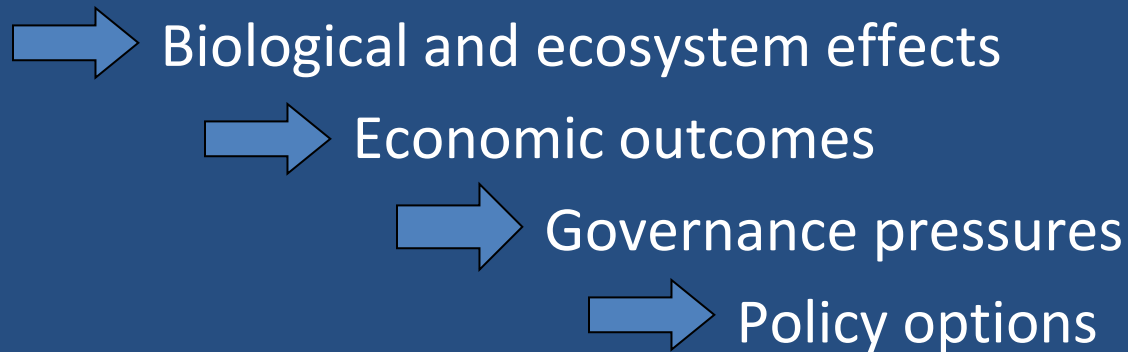 Biological and ecosystem effects
Economic outcomes
Governance pressures
Policy options